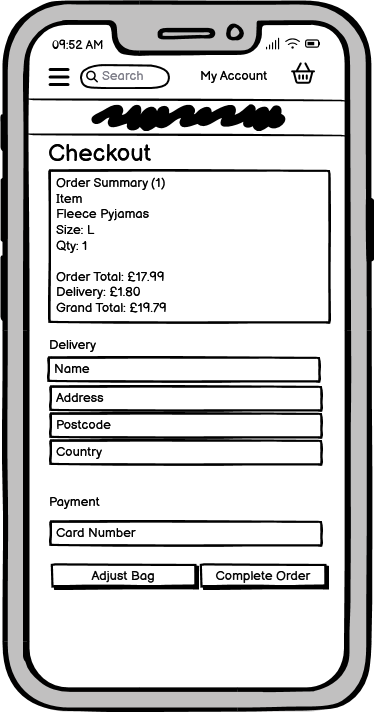 09:52 AM
Search
My Account
Checkout
Order Summary (1)
Item
Fleece Pyjamas
Size: L
Qty: 1
Order Total: £17.99
Delivery: £1.80
Grand Total: £19.79
Delivery
Name
Address
Postcode
Country
Payment
Card Number
Adjust Bag
Complete Order